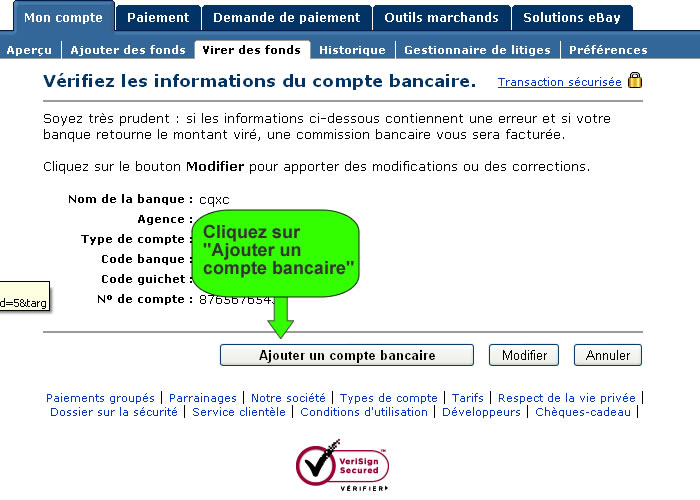 Mon compte Paiement Demande de paiement Outils marchands Solutions eBay
Aperçu Ajouter des fonds Virer des fonds Historique Gestionnaire de litiges Préférences
Vérifiez les informations du compte bancaire. Transaction sécurisée
Soyez très prudent : si les informations ci-dessous contiennent une erreur et si votre
banque retourne le montant viré, une commission bancaire vous sera facturée.
Cliquez sur le bouton Modifier pour apporter des modifications ou des corrections.
Nom de la banque : cqxc
Agence :
Type de compte :
Code banque :
Code guichet :
Nº de compte :
Cliquez sur
"Ajouter un
compte bancaire"
d=5&targ
Ajouter un compte bancaire Modifier Annuler
Paiements groupés | Parrainages | Notre société | Types de compte | Tarifs | Respect de la vie privée |
Dossier sur la sécurité | Service clientèle | Conditions d'utilisation | Développeurs | Chèques-cadeau |
VeriSign
Secured
VÉRIFIER